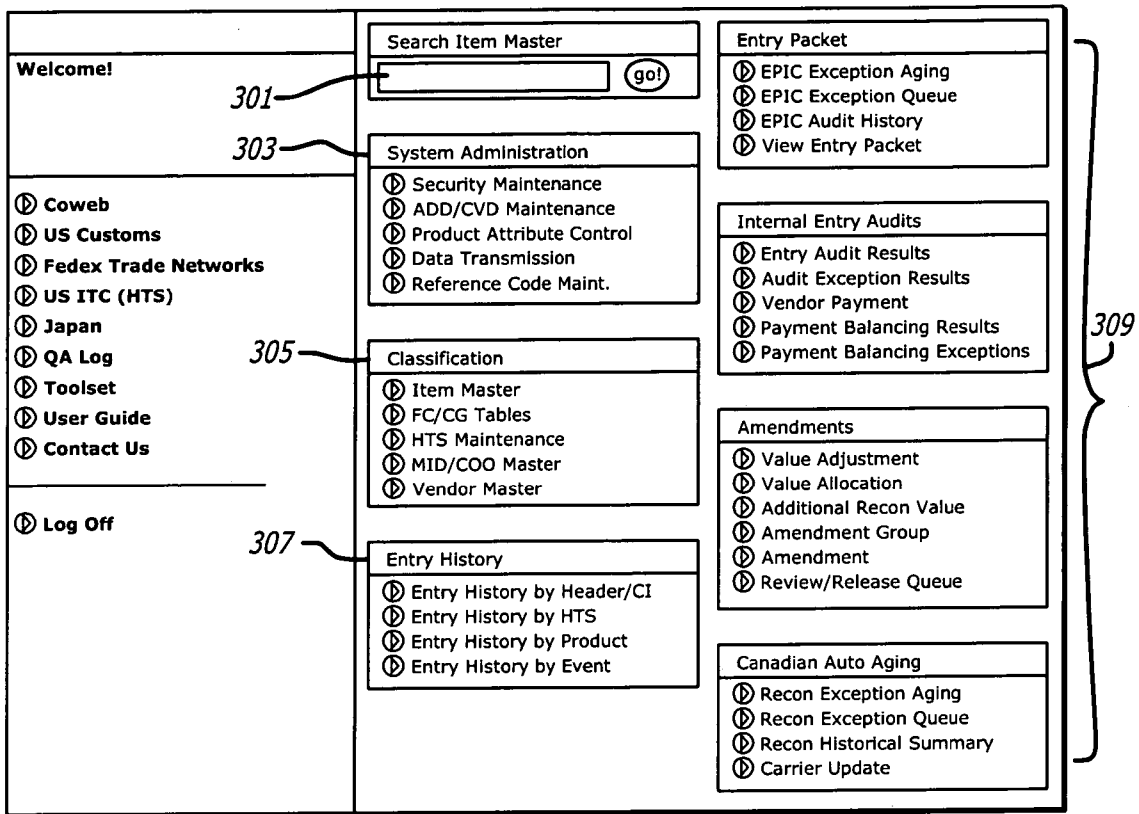 Welcome!
Coweb
US Customs
Fedex Trade Networks
US ITC (HTS)
Japan
QA Log
Toolset
User Guide
Contact Us
Log Off
301
303
305
307
Search Item Master
go!
System Administration
Security Maintenance
ADD/CVD Maintenance
Product Attribute Control
Data Transmission
Reference Code Maint.
Classification
Item Master
FC/CG Tables
HTS Maintenance
MID/COO Master
Vendor Master
Entry History
Entry History by Header/CI
Entry History by HTS
Entry History by Product
Entry History by Event
Entry Packet
EPIC Exception Aging
EPIC Exception Queue
EPIC Audit History
View Entry Packet
Internal Entry Audits
Entry Audit Results
Audit Exception Results
Vendor Payment
Payment Balancing Results
Payment Balancing Exceptions
Amendments
Value Adjustment
Value Allocation
Additional Recon Value
Amendment Group
Amendment
Review/Release Queue
Canadian Auto Aging
Recon Exception Aging
Recon Exception Queue
Recon Historical Summary
Carrier Update
309